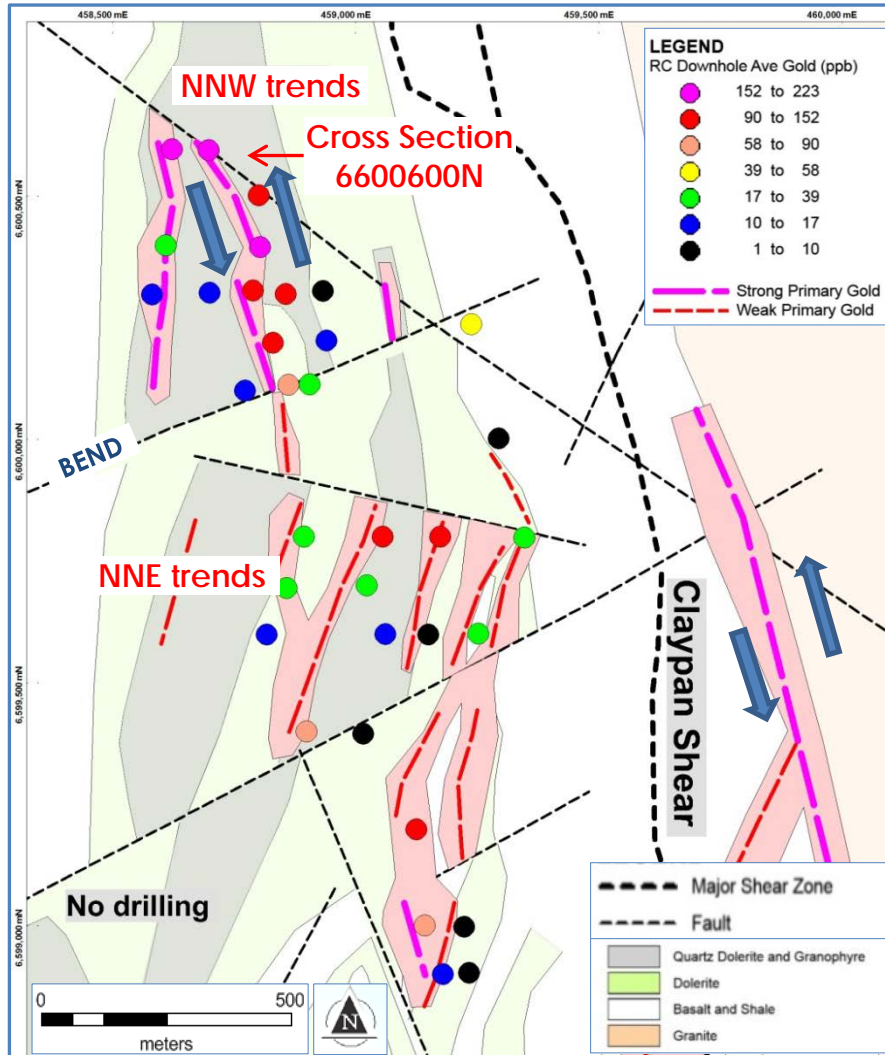 458,500 mE
459,000 mE
459,500 mE
460,000 mE
LEGEND
RC Downhole Ave Gold (ppb)
152 to 223
90 to 152
58 to 90
39 to 58
17 to 39
10 to 17
1 to 10
Strong Primary Gold
Weak Primary Gold
NNW trends
Cross Section
6600600N
6,600,500 mN
BEND
6,600,000 mN
NNE trends
6,599,500 mN
Claypan Shear
No drilling
6,599,000 mN
Major Shear Zone
Fault
Quartz Dolerite and Granophyre
Dolerite
Basalt and Shale
Granite
0 500
meters
N